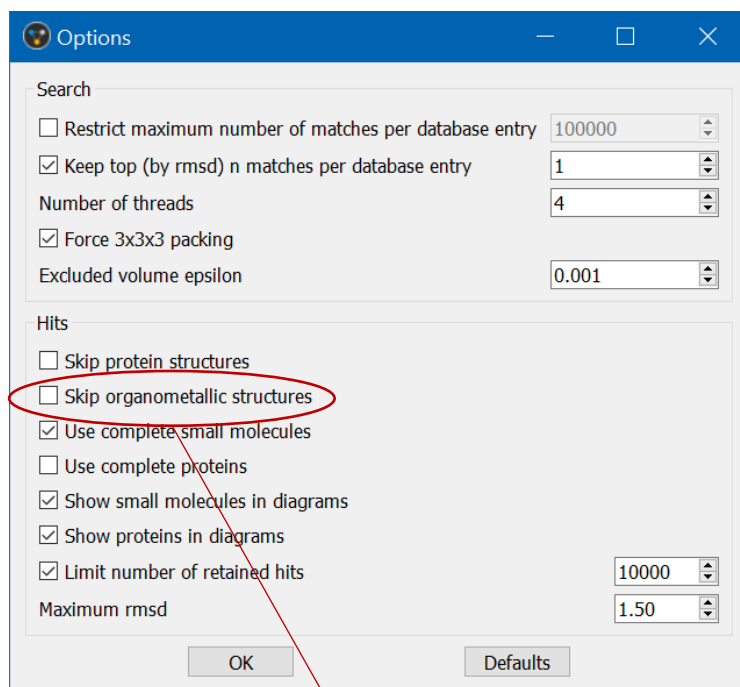 Options
Search
Restrict maximum number of matches per database entry 100000
Keep top (by rmsd) n matches per database entry 1
Number of threads 4
Force 3x3x3 packing
Excluded volume epsilon 0.001
Hits
Skip protein structures
Skip organometallic structures
Use complete small molecules
Use complete proteins
Show small molecules in diagrams
Show proteins in diagrams
Limit number of retained hits 10000
Maximum rmsd 1.50
OK Defaults